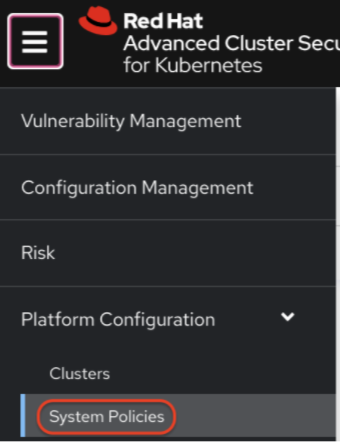 Red Hat
Advanced Cluster Secu
for Kubernetes
Vulnerability Management
Configuration Management
Risk
Platform Configuration
Clusters
System Policies